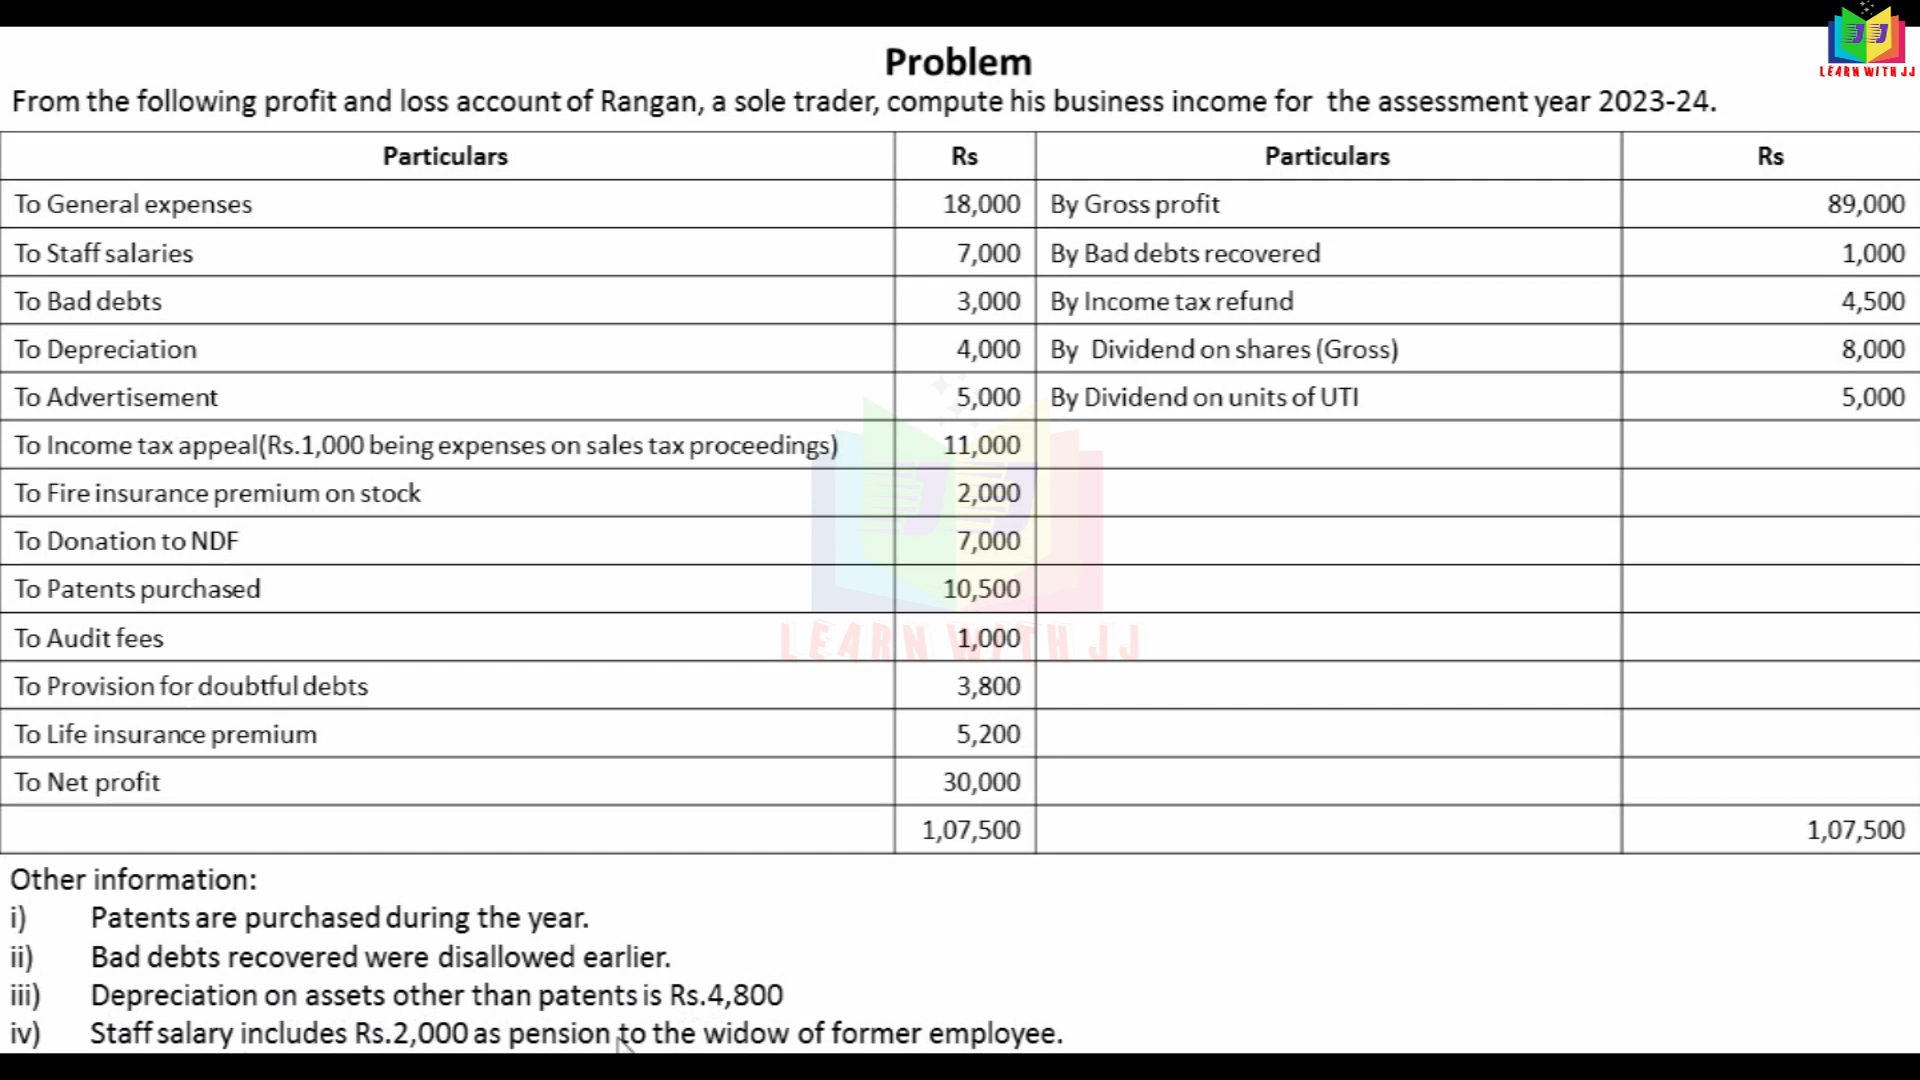 LEARN WITH JJ
Problem
From the following profit and loss account of Rangan, a sole trader, compute his business income for the assessment year 2023-24.
Particulars Rs Particulars Rs
To General expenses 18,000 By Gross profit 89,000
To Staff salaries 7,000 By Bad debts recovered 1,000
To Bad debts 3,000 By Income tax refund 4,500
To Depreciation 4,000 By Dividend on shares (Gross) 8,000
To Advertisement 5,000 By Dividend on units of UTI 5,000
To Income tax appeal(Rs.1,000 being expenses on sales tax proceedings) 11,000
To Fire insurance premium on stock 2,000
To Donation to NDF 7,000
To Patents purchased 10,500
To Audit fees 1,000
LEARN WITH JJ
To Provision for doubtful debts 3,800
To Life insurance premium 5,200
To Net profit 30,000
1,07,500 1,07,500
Other information:
i) Patents are purchased during the year.
ii) Bad debts recovered were disallowed earlier.
iii) Depreciation on assets other than patents is Rs.4,800
iv) Staff salary includes Rs.2,000 as pension to the widow of former employee.